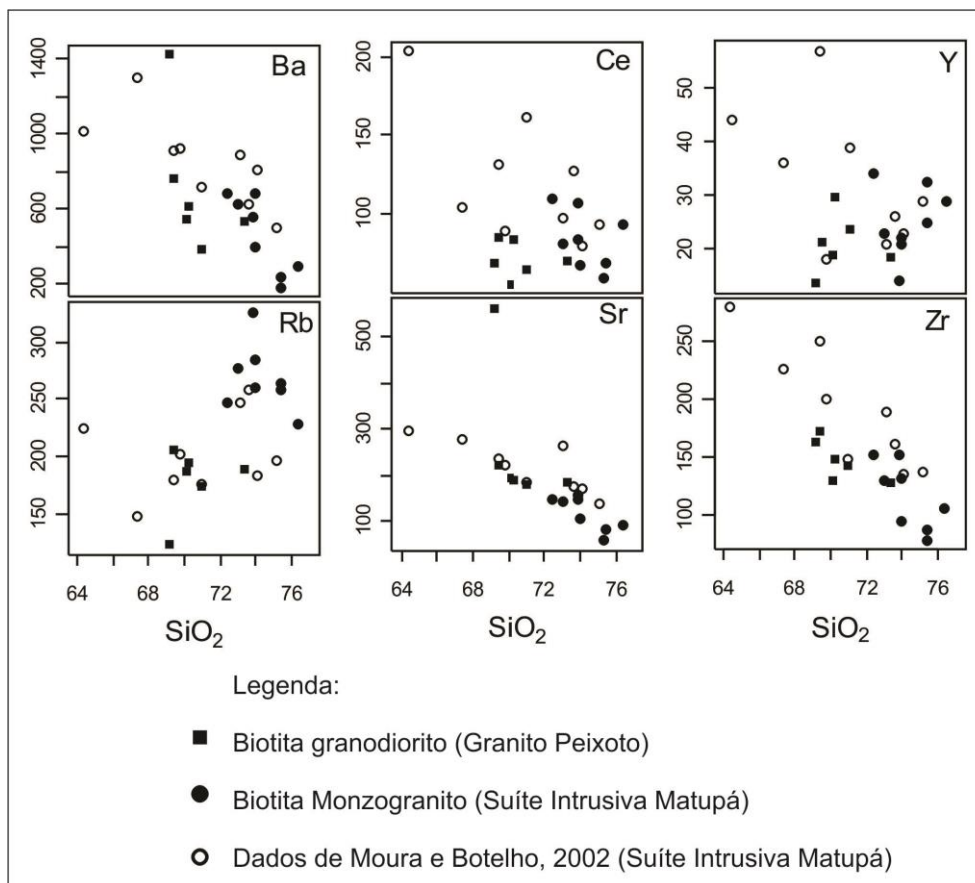 Ba
1400
1000
600
200
Ce
200
150
100
Y
50
40
30
20
Rb
300
250
200
150
Sr
500
300
100
Zr
250
200
150
100
64 68 72 76
64 68 72 76
64 68 72 76
SiO2
SiO2
SiO2
Legenda:
Biotita granodiorito (Granito Peixoto)
Biotita Monzogranito (Suíte Intrusiva Matupá)
Dados de Moura e Botelho, 2002 (Suíte Intrusiva Matupá)